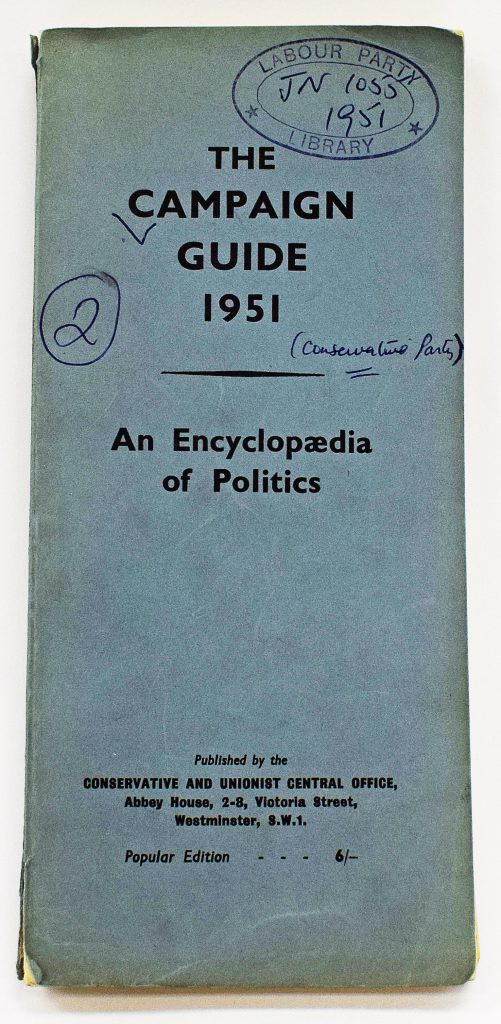 LABOUR PARTY
JN 1055
1951
LIBRARY
THE
CAMPAIGN
GUIDE
1951
2
(Conservative Party)
An Encyclopædia
of Politics
Published by the
CONSERVATIVE AND UNIONIST CENTRAL OFFICE,
Abbey House, 2-8, Victoria Street,
Westminster, S.W.1.
Popular Edition - - - 6/-